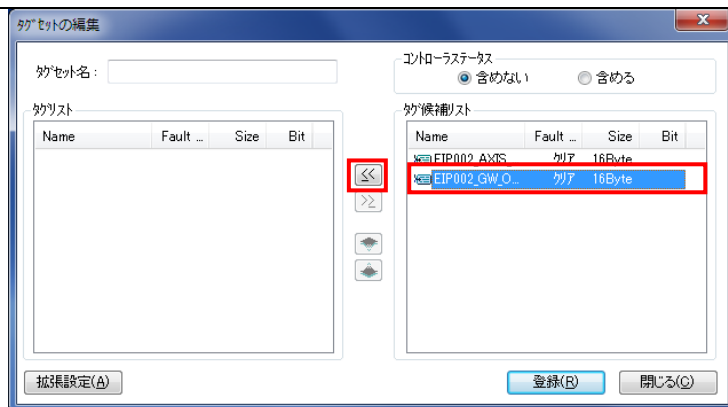 タグセットの編集
タグセット名：
コントローラステータス
含めない 含める
タグリスト
Name Fault ... Size Bit
<<
>>
タグ候補リスト
Name Fault ... Size Bit
EIP002_AXIS_ クリア 16Byte
EIP002_GW_O... クリア 16Byte
拡張設定(A)
登録(R) 閉じる(C)